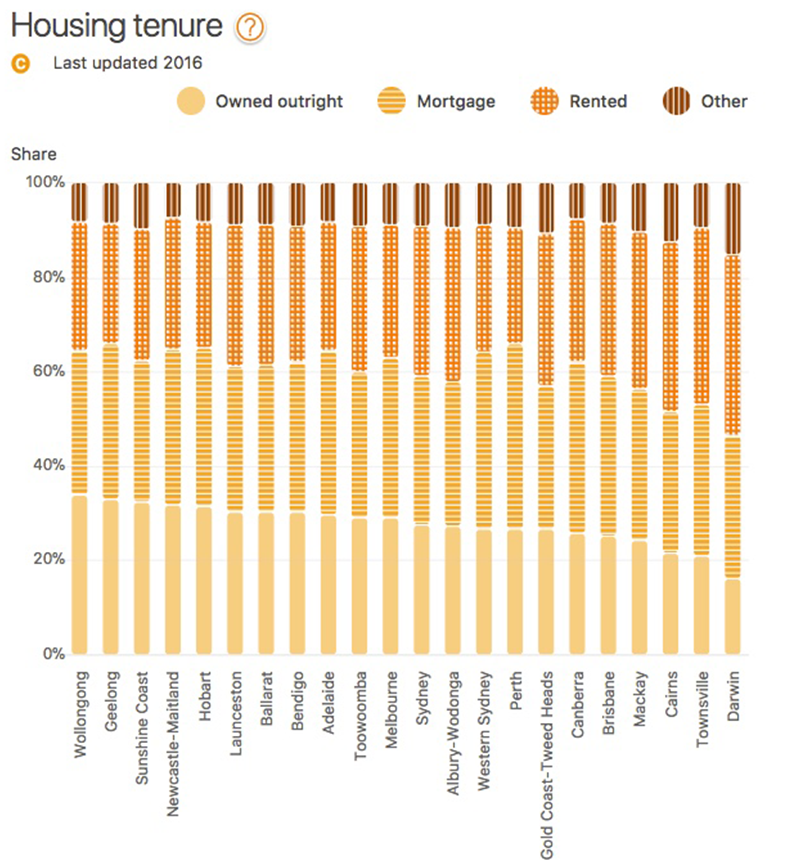 Housing tenure ?
C Last updated 2016
Owned outright Mortgage Rented Other
Share
100%
80%
60%
40%
20%
0%
Wollongong
Geelong
Sunshine Coast
Newcastle-Maitland
Hobart
Launceston
Ballarat
Bendigo
Adelaide
Toowoomba
Melbourne
Sydney
Albury-Wodonga
Western Sydney
Perth
Gold Coast-Tweed Heads
Canberra
Brisbane
Mackay
Cairns
Townsville
Darwin